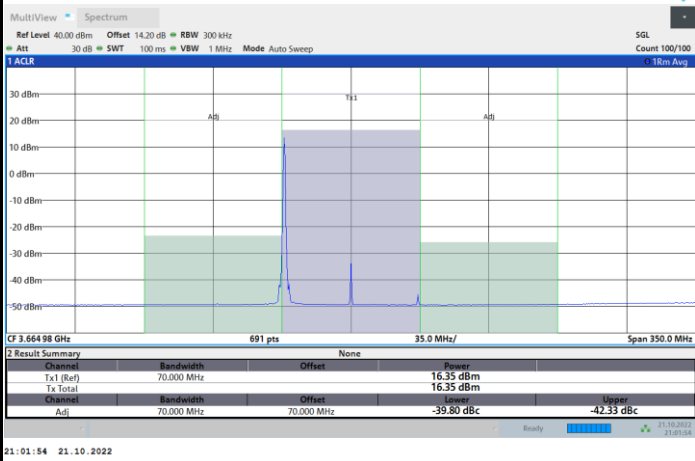 MultiView Spectrum
Ref Level 40.00 dBm Offset 14.20 dB RBW 300 kHz SGL
Att 30 dB SWT 100 ms VBW 1 MHz Mode Auto Sweep Count 100/100
1 ACLR 1Rm Avg
30 dBm
Tx1
20 dBm
Adj Adj
10 dBm
0 dBm
-10 dBm
-20 dBm
-30 dBm
-40 dBm
-50 dBm
CF 3.664 98 GHz 691 pts 35.0 MHz/ Span 350.0 MHz
2 Result Summary None
Channel Bandwidth Offset Power
Tx1 (Ref) 70.000 MHz 16.35 dBm
Tx Total 16.35 dBm
Channel Bandwidth Offset Lower Upper
Adj 70.000 MHz 70.000 MHz -39.80 dBc -42.33 dBc
Ready 21.10.2022
21:01:54
21:01:54 21.10.2022